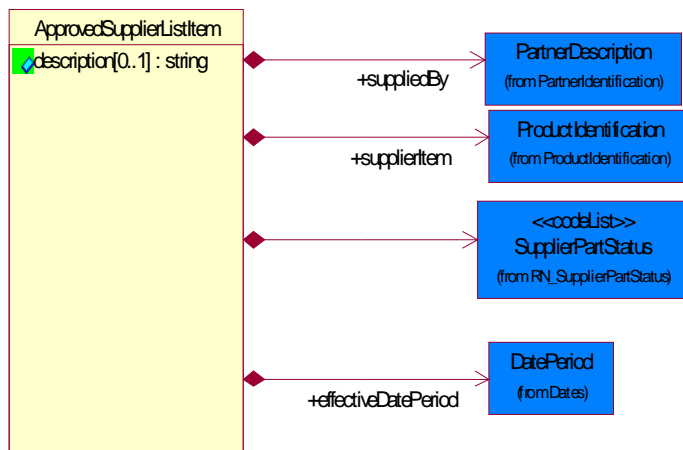 ApprovedSupplierListItem
description[0..1] : string
+suppliedBy
PartnerDescription
(from PartnerIdentification)
+supplierItem
ProductIdentification
(from ProductIdentification)
<<codeList>>
SupplierPartStatus
(from RN_SupplierPartStatus)
+effectiveDatePeriod
DatePeriod
(from Dates)